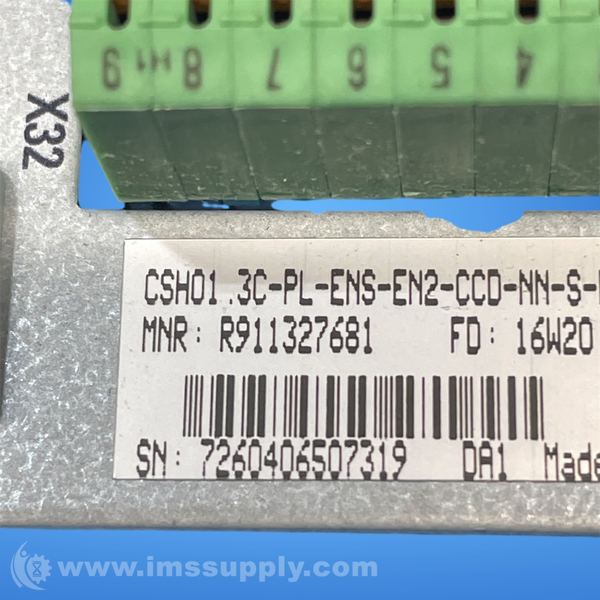 9 H1 8 7 6 5 4
X32
CSH01.3C-PL-ENS-EN2-CCD-NN-S-
MNR: R911327681 FD: 16W20
SN: 7260406507319 DA1 Made
www.imssupply.com